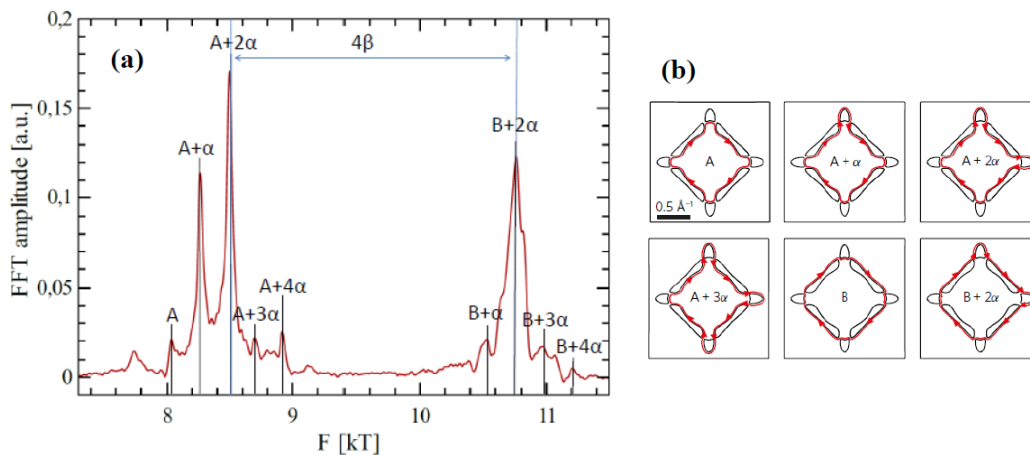 (a)
0,2
0,15
0,1
0,05
0
FFT amplitude [a.u.]
A
A+α
A+2α
A+3α
A+4α
4β
B+α
B+2α
B+3α
B+4α
8
9
10
11
F [kT]
(b)
A
A + α
A + 2α
0.5 Å⁻¹
A + 3α
B
B + 2α